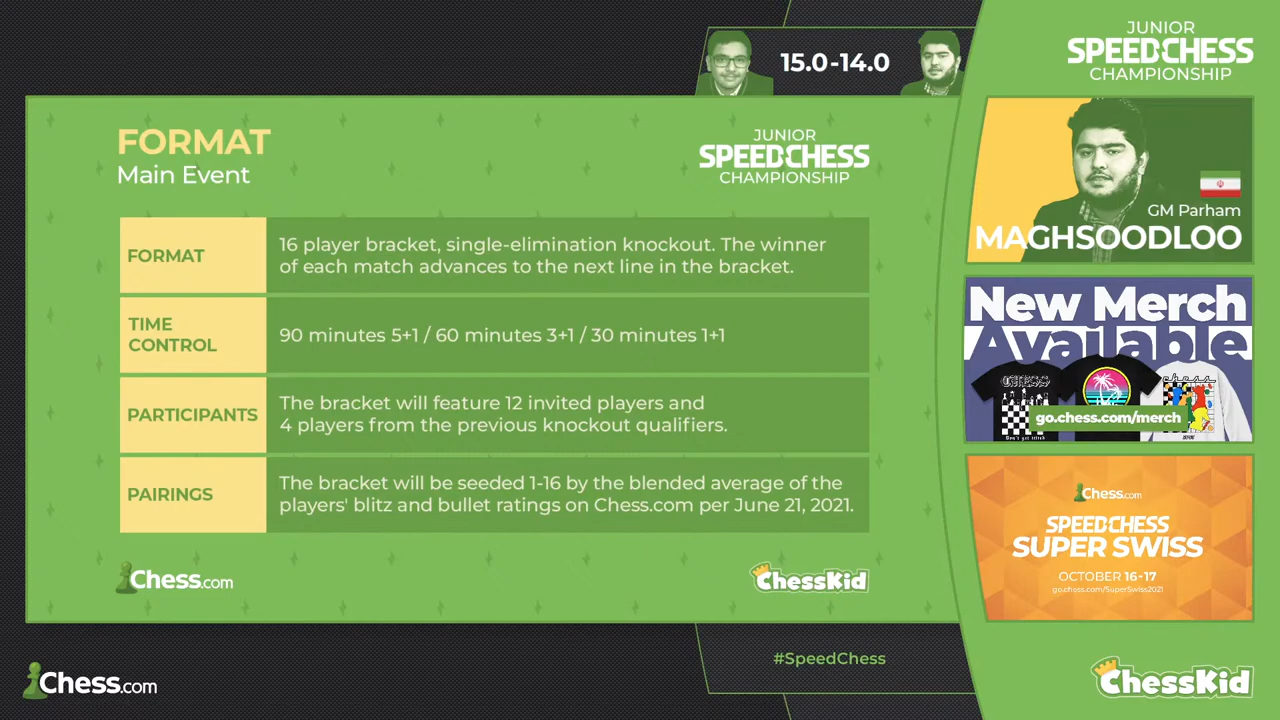 15.0-14.0
JUNIOR
SPEEDCHESS
CHAMPIONSHIP
FORMAT
Main Event
JUNIOR
SPEEDCHESS
CHAMPIONSHIP
FORMAT
16 player bracket, single-elimination knockout. The winner
of each match advances to the next line in the bracket.
TIME
CONTROL
90 minutes 5+1 / 60 minutes 3+1 / 30 minutes 1+1
PARTICIPANTS
The bracket will feature 12 invited players and
4 players from the previous knockout qualifiers.
PAIRINGS
The bracket will be seeded 1-16 by the blended average of the
players' blitz and bullet ratings on Chess.com per June 21, 2021.
Chess.com
ChessKid
GM Parham
MAGHSOODLOO
New Merch
Available
go.chess.com/merch
Chess.com
SPEEDCHESS
SUPER SWISS
OCTOBER 16-17
go.chess.com/SuperSwiss2021
#SpeedChess
Chess.com
ChessKid